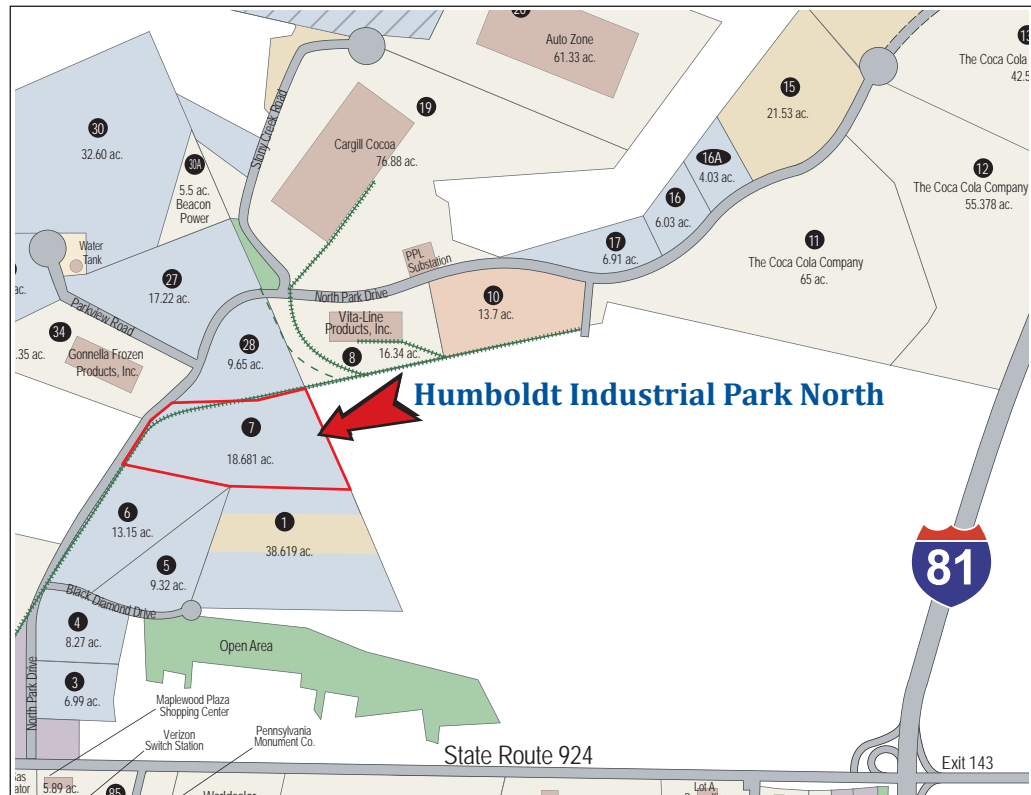 Auto Zone
61.33 ac.
The Coca Cola
15
21.53 ac.
19
Cargill Cocoa
76.88 ac.
30
32.60 ac.
Stony Creek Road
30A
5.5 ac.
Beacon
Power
16A
4.03 ac.
12
The Coca Cola Company
55.378 ac.
16
6.03 ac.
17
6.91 ac.
11
The Coca Cola Company
65 ac.
Water
Tank
PPL
Substation
27
17.22 ac.
North Park Drive
10
13.7 ac.
Parkview Road
Vita-Line
Products, Inc.
34
.35 ac.
Gonnella Frozen
Products, Inc.
28
9.65 ac.
8
16.34 ac.
Humboldt Industrial Park North
7
18.681 ac.
6
13.15 ac.
1
38.619 ac.
5
9.32 ac.
81
Black Diamond Drive
4
8.27 ac.
Open Area
3
6.99 ac.
North Park Drive
Maplewood Plaza
Shopping Center
Verizon
Switch Station
Pennsylvania
Monument Co.
State Route 924
Exit 143
5.89 ac.
85
Lot A